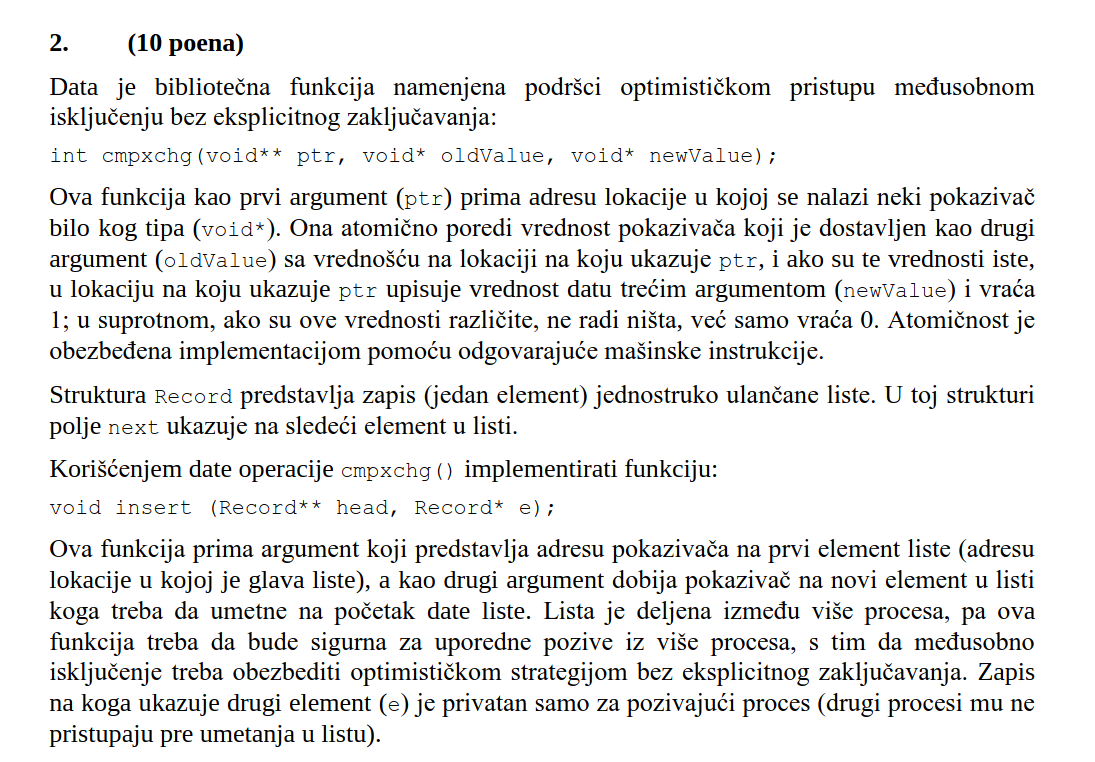 2. (10 poena)
Data je bibliotečna funkcija namenjena podršci optimističkom pristupu međusobnom
isključenju bez eksplicitnog zaključavanja:
int cmpxchg(void** ptr, void* oldValue, void* newValue);
Ova funkcija kao prvi argument (ptr) prima adresu lokacije u kojoj se nalazi neki pokazivač
bilo kog tipa (void*). Ona atomično poredi vrednost pokazivača koji je dostavljen kao drugi
argument (oldValue) sa vrednošću na lokaciji na koju ukazuje ptr, i ako su te vrednosti iste,
u lokaciju na koju ukazuje ptr upisuje vrednost datu trećim argumentom (newValue) i vraća
1; u suprotnom, ako su ove vrednosti različite, ne radi ništa, već samo vraća 0. Atomičnost je
obezbeđena implementacijom pomoću odgovarajuće mašinske instrukcije.
Struktura Record predstavlja zapis (jedan element) jednostruko ulančane liste. U toj strukturi
polje next ukazuje na sledeći element u listi.
Korišćenjem date operacije cmpxchg() implementirati funkciju:
void insert (Record** head, Record* e);
Ova funkcija prima argument koji predstavlja adresu pokazivača na prvi element liste (adresu
lokacije u kojoj je glava liste), a kao drugi argument dobija pokazivač na novi element u listi
koga treba da umetne na početak date liste. Lista je deljena između više procesa, pa ova
funkcija treba da bude sigurna za uporedne pozive iz više procesa, s tim da međusobno
isključenje treba obezbediti optimističkom strategijom bez eksplicitnog zaključavanja. Zapis
na koga ukazuje drugi element (e) je privatan samo za pozivajući proces (drugi procesi mu ne
pristupaju pre umetanja u listu).